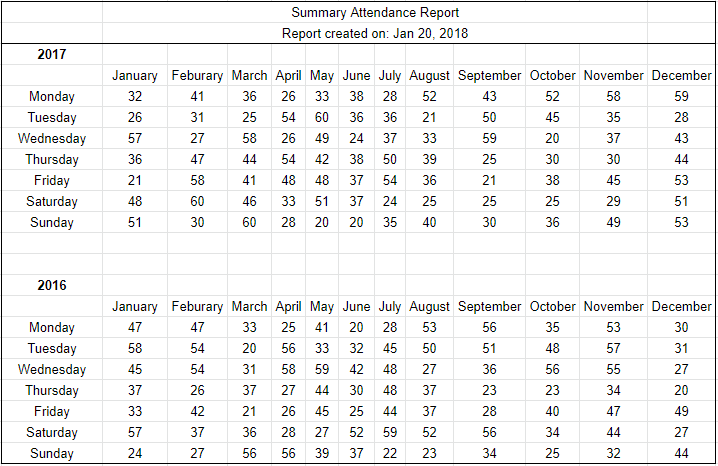 Summary Attendance Report
Report created on: Jan 20, 2018
2017
January Feburary March April May June July August September October November December
Monday 32 41 36 26 33 38 28 52 43 52 58 59
Tuesday 26 31 25 54 60 36 36 21 50 45 35 28
Wednesday 57 27 58 26 49 24 37 33 59 20 37 43
Thursday 36 47 44 54 42 38 50 39 25 30 30 44
Friday 21 58 41 48 48 37 54 36 21 38 45 53
Saturday 48 60 46 33 51 37 24 25 25 25 29 51
Sunday 51 30 60 28 20 20 35 40 30 36 49 53
2016
January Feburary March April May June July August September October November December
Monday 47 47 33 25 41 20 28 53 56 35 53 30
Tuesday 58 54 20 56 33 32 45 50 51 48 57 31
Wednesday 45 54 31 58 59 42 48 27 36 56 55 27
Thursday 37 26 37 27 44 30 48 37 23 23 34 20
Friday 33 42 21 26 45 25 44 37 28 40 47 49
Saturday 57 37 36 28 27 52 59 52 56 34 44 27
Sunday 24 27 56 56 39 37 22 23 34 25 32 44